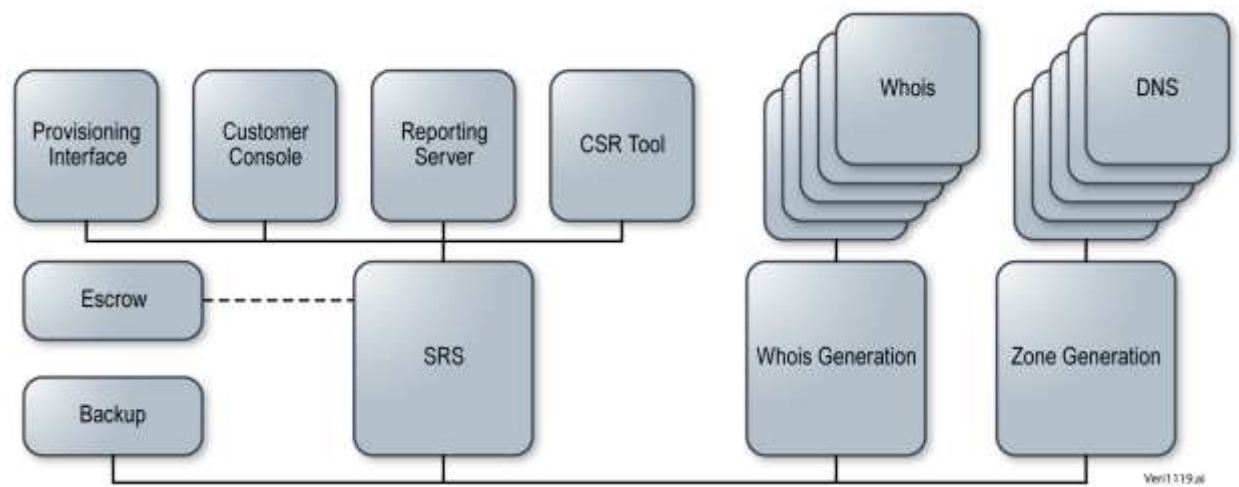 Provisioning
Interface
Customer
Console
Reporting
Server
CSR Tool
Whois
DNS
Escrow
SRS
Whois Generation
Zone Generation
Backup
Veri1119.ai